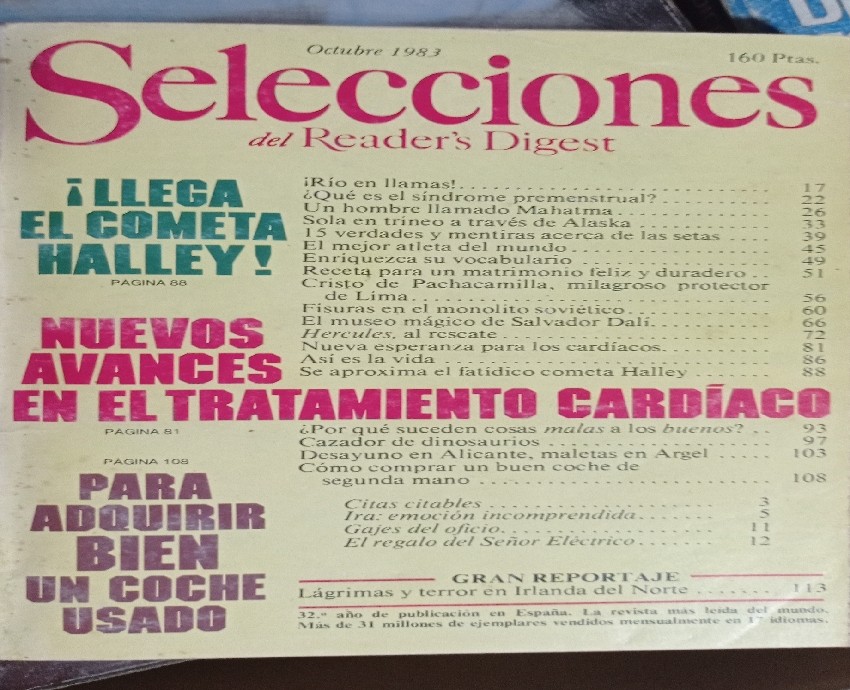 Octubre 1983
160 Ptas.
Selecciones
del Reader's Digest
¡LLEGA
EL COMETA
HALLEY!
PÁGINA 88
NUEVOS
AVANCES
EN EL TRATAMIENTO CARDÍACO
PÁGINA 81
PÁGINA 108
PARA
ADQUIRIR
BIEN
UN COCHE
USADO
¡Río en llamas!. . . . . . . . . . . . . . . . . . . . . . . . . 17
¿Qué es el síndrome premenstrual? . . . . . . . . . 22
Un hombre llamado Mahatma . . . . . . . . . . . . . 26
Sola en trineo a través de Alaska . . . . . . . . . . . 33
15 verdades y mentiras acerca de las setas . . . . 39
El mejor atleta del mundo . . . . . . . . . . . . . . . . 45
Enriquezca su vocabulario . . . . . . . . . . . . . . . . 49
Receta para un matrimonio feliz y duradero . . 51
Cristo de Pachacamilla, milagroso protector
de Lima. . . . . . . . . . . . . . . . . . . . . . . . . . . . 56
Fisuras en el monolito soviético . . . . . . . . . . . . 60
El museo mágico de Salvador Dalí. . . . . . . . . . 66
Hercules, al rescate . . . . . . . . . . . . . . . . . . . . . 72
Nueva esperanza para los cardíacos. . . . . . . . . 81
Así es la vida . . . . . . . . . . . . . . . . . . . . . . . . . 86
Se aproxima el fatídico cometa Halley . . . . . . . 88
¿Por qué suceden cosas malas a los buenos? . . 93
Cazador de dinosaurios . . . . . . . . . . . . . . . . . . 97
Desayuno en Alicante, maletas en Argel . . . . . 103
Cómo comprar un buen coche de
segunda mano . . . . . . . . . . . . . . . . . . . . . . . 108
Citas citables . . . . . . . . . . . . . . . . . . . 3
Ira: emoción incomprendida . . . . . . . 5
Gajes del oficio. . . . . . . . . . . . . . . . . 11
El regalo del Señor Eléctrico . . . . . . . 12
GRAN REPORTAJE
Lágrimas y terror en Irlanda del Norte . . . . . . . 113
32.º año de publicación en España. La revista más leída del mundo.
Más de 31 millones de ejemplares vendidos mensualmente en 17 idiomas.